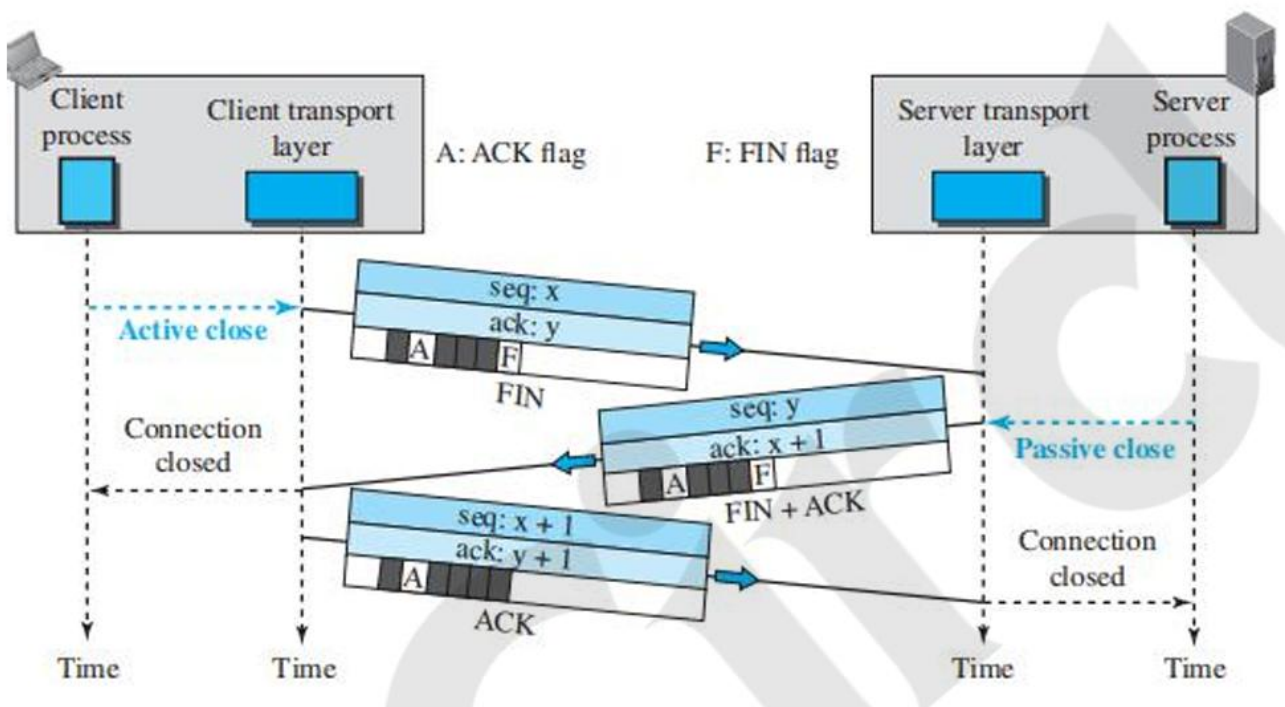 Client
process
Client transport
layer
A: ACK flag
F: FIN flag
Server transport
layer
Server
process
Active close
seq: x
ack: y
A F
FIN
Connection
closed
seq: y
ack: x + 1
A F
FIN + ACK
Passive close
seq: x + 1
ack: y + 1
A
ACK
Connection
closed
Time
Time
Time
Time